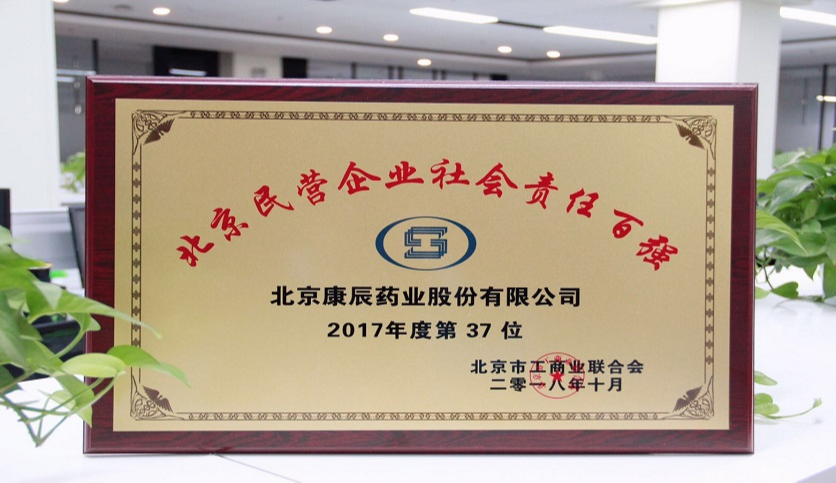 北京民营企业社会责任百强
北京康辰药业股份有限公司
2017年度第 37 位
北京市工商业联合会
二零一八年十月